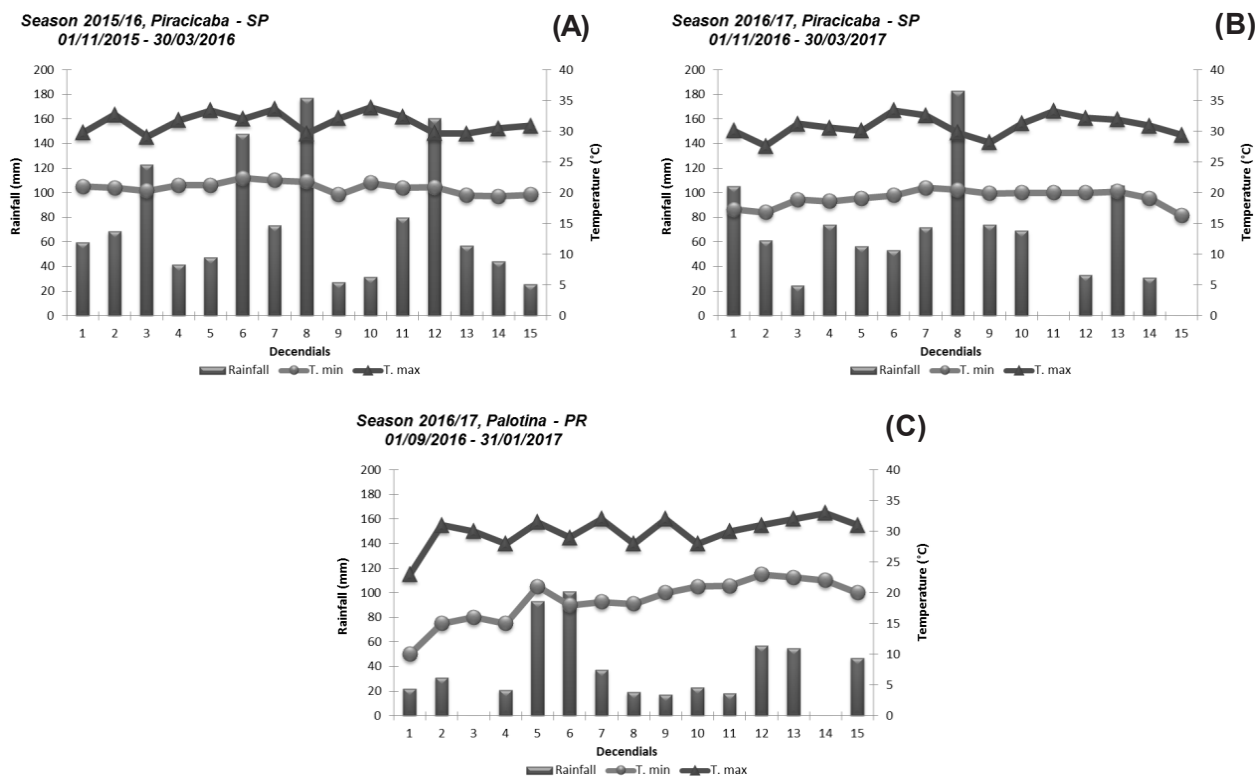 Season 2015/16, Piracicaba - SP
01/11/2015 - 30/03/2016
(A)
200
180
160
140
120
100
80
60
40
20
0
Rainfall (mm)
40
35
30
25
20
15
10
5
0
Temperature (°C)
1 2 3 4 5 6 7 8 9 10 11 12 13 14 15
Decendials
Rainfall T. min T. max
Season 2016/17, Piracicaba - SP
01/11/2016 - 30/03/2017
(B)
200
180
160
140
120
100
80
60
40
20
0
Rainfall (mm)
40
35
30
25
20
15
10
5
0
Temperature (°C)
1 2 3 4 5 6 7 8 9 10 11 12 13 14 15
Decendials
Rainfall T. min T. max
Season 2016/17, Palotina - PR
01/09/2016 - 31/01/2017
(C)
200
180
160
140
120
100
80
60
40
20
0
Rainfall (mm)
40
35
30
25
20
15
10
5
0
Temperature (°C)
1 2 3 4 5 6 7 8 9 10 11 12 13 14 15
Decendials
Rainfall T. min T. max